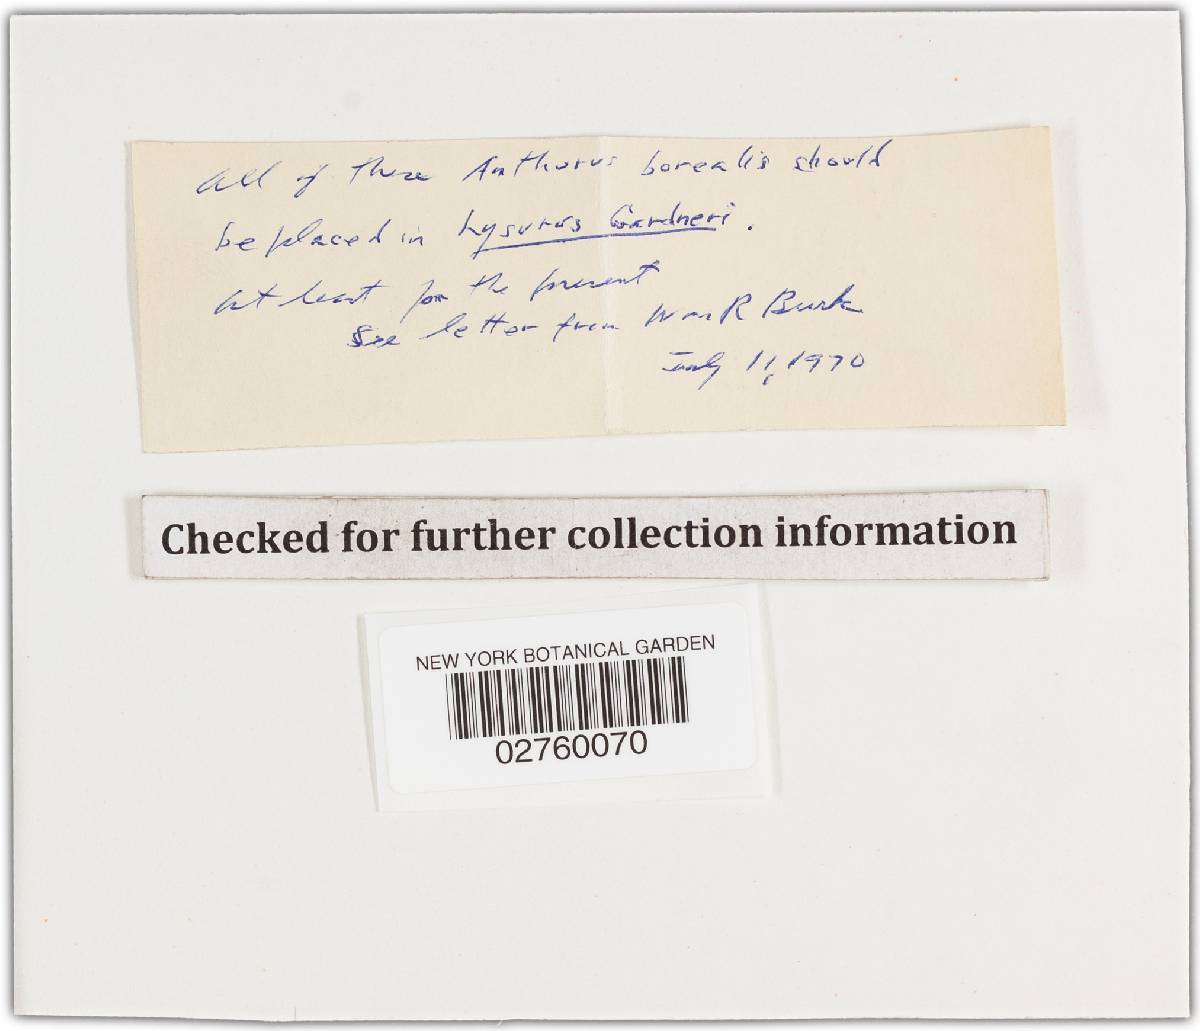 All of these Anthurus borealis should
be placed in Lysurus Gardneri.
At least for the present
See letter from Wm R Burk
July 11, 1970
Checked for further collection information
NEW YORK BOTANICAL GARDEN
02760070